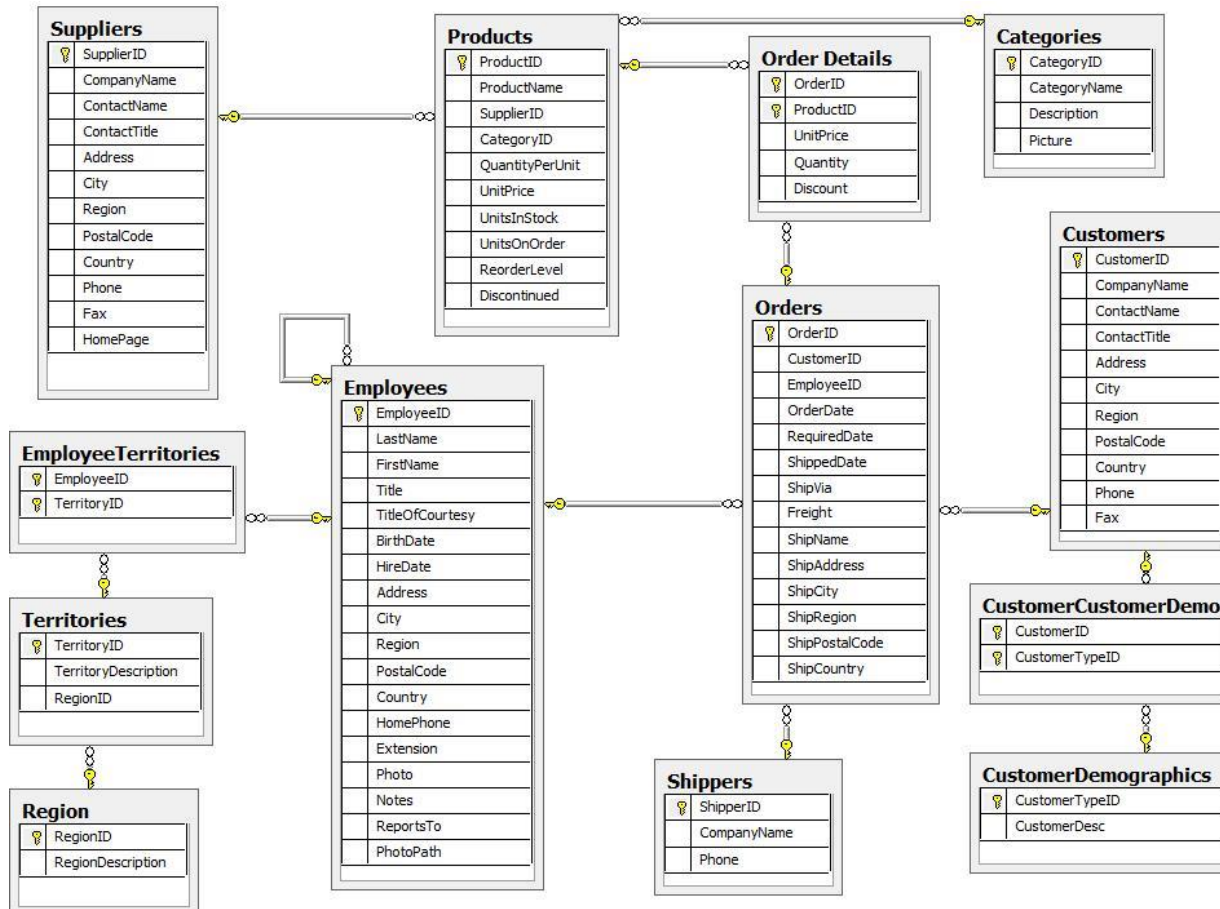 Suppliers
SupplierID
CompanyName
ContactName
ContactTitle
Address
City
Region
PostalCode
Country
Phone
Fax
HomePage
Products
ProductID
ProductName
SupplierID
CategoryID
QuantityPerUnit
UnitPrice
UnitsInStock
UnitsOnOrder
ReorderLevel
Discontinued
Order Details
OrderID
ProductID
UnitPrice
Quantity
Discount
Categories
CategoryID
CategoryName
Description
Picture
Employees
EmployeeID
LastName
FirstName
Title
TitleOfCourtesy
BirthDate
HireDate
Address
City
Region
PostalCode
Country
HomePhone
Extension
Photo
Notes
ReportsTo
PhotoPath
Orders
OrderID
CustomerID
EmployeeID
OrderDate
RequiredDate
ShippedDate
ShipVia
Freight
ShipName
ShipAddress
ShipCity
ShipRegion
ShipPostalCode
ShipCountry
Customers
CustomerID
CompanyName
ContactName
ContactTitle
Address
City
Region
PostalCode
Country
Phone
Fax
EmployeeTerritories
EmployeeID
TerritoryID
Territories
TerritoryID
TerritoryDescription
RegionID
Region
RegionID
RegionDescription
Shippers
ShipperID
CompanyName
Phone
CustomerCustomerDemo
CustomerID
CustomerTypeID
CustomerDemographics
CustomerTypeID
CustomerDesc